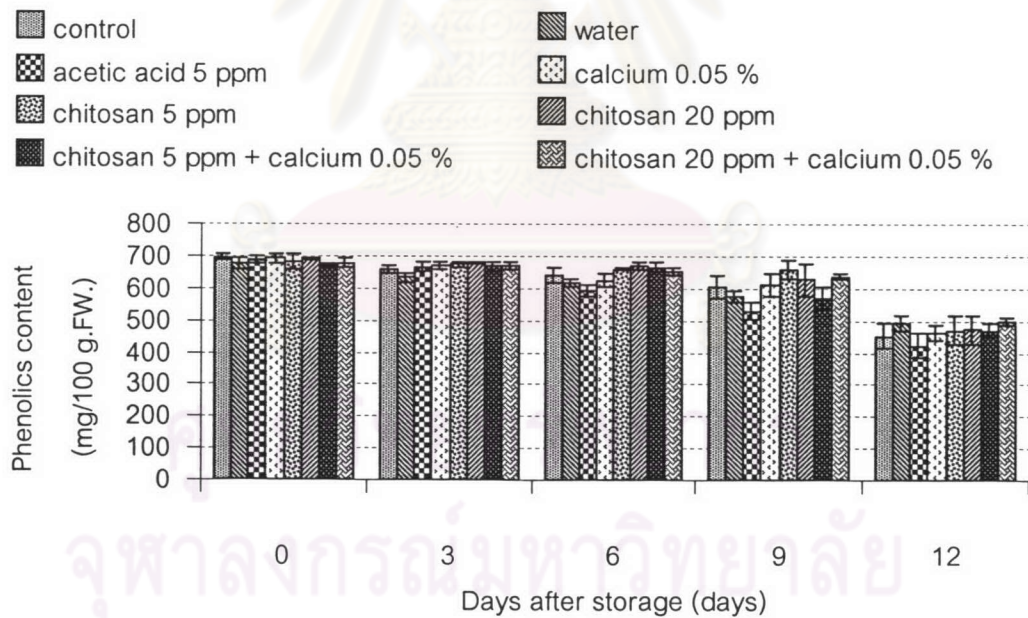 control
water
acetic acid 5 ppm
calcium 0.05 %
chitosan 5 ppm
chitosan 20 ppm
chitosan 5 ppm + calcium 0.05 %
chitosan 20 ppm + calcium 0.05 %
Phenolics content
(mg/100 g.FW.)
800
700
600
500
400
300
200
100
0
0 3 6 9 12
Days after storage (days)
จุฬาลงกรณ์มหาวิทยาลัย